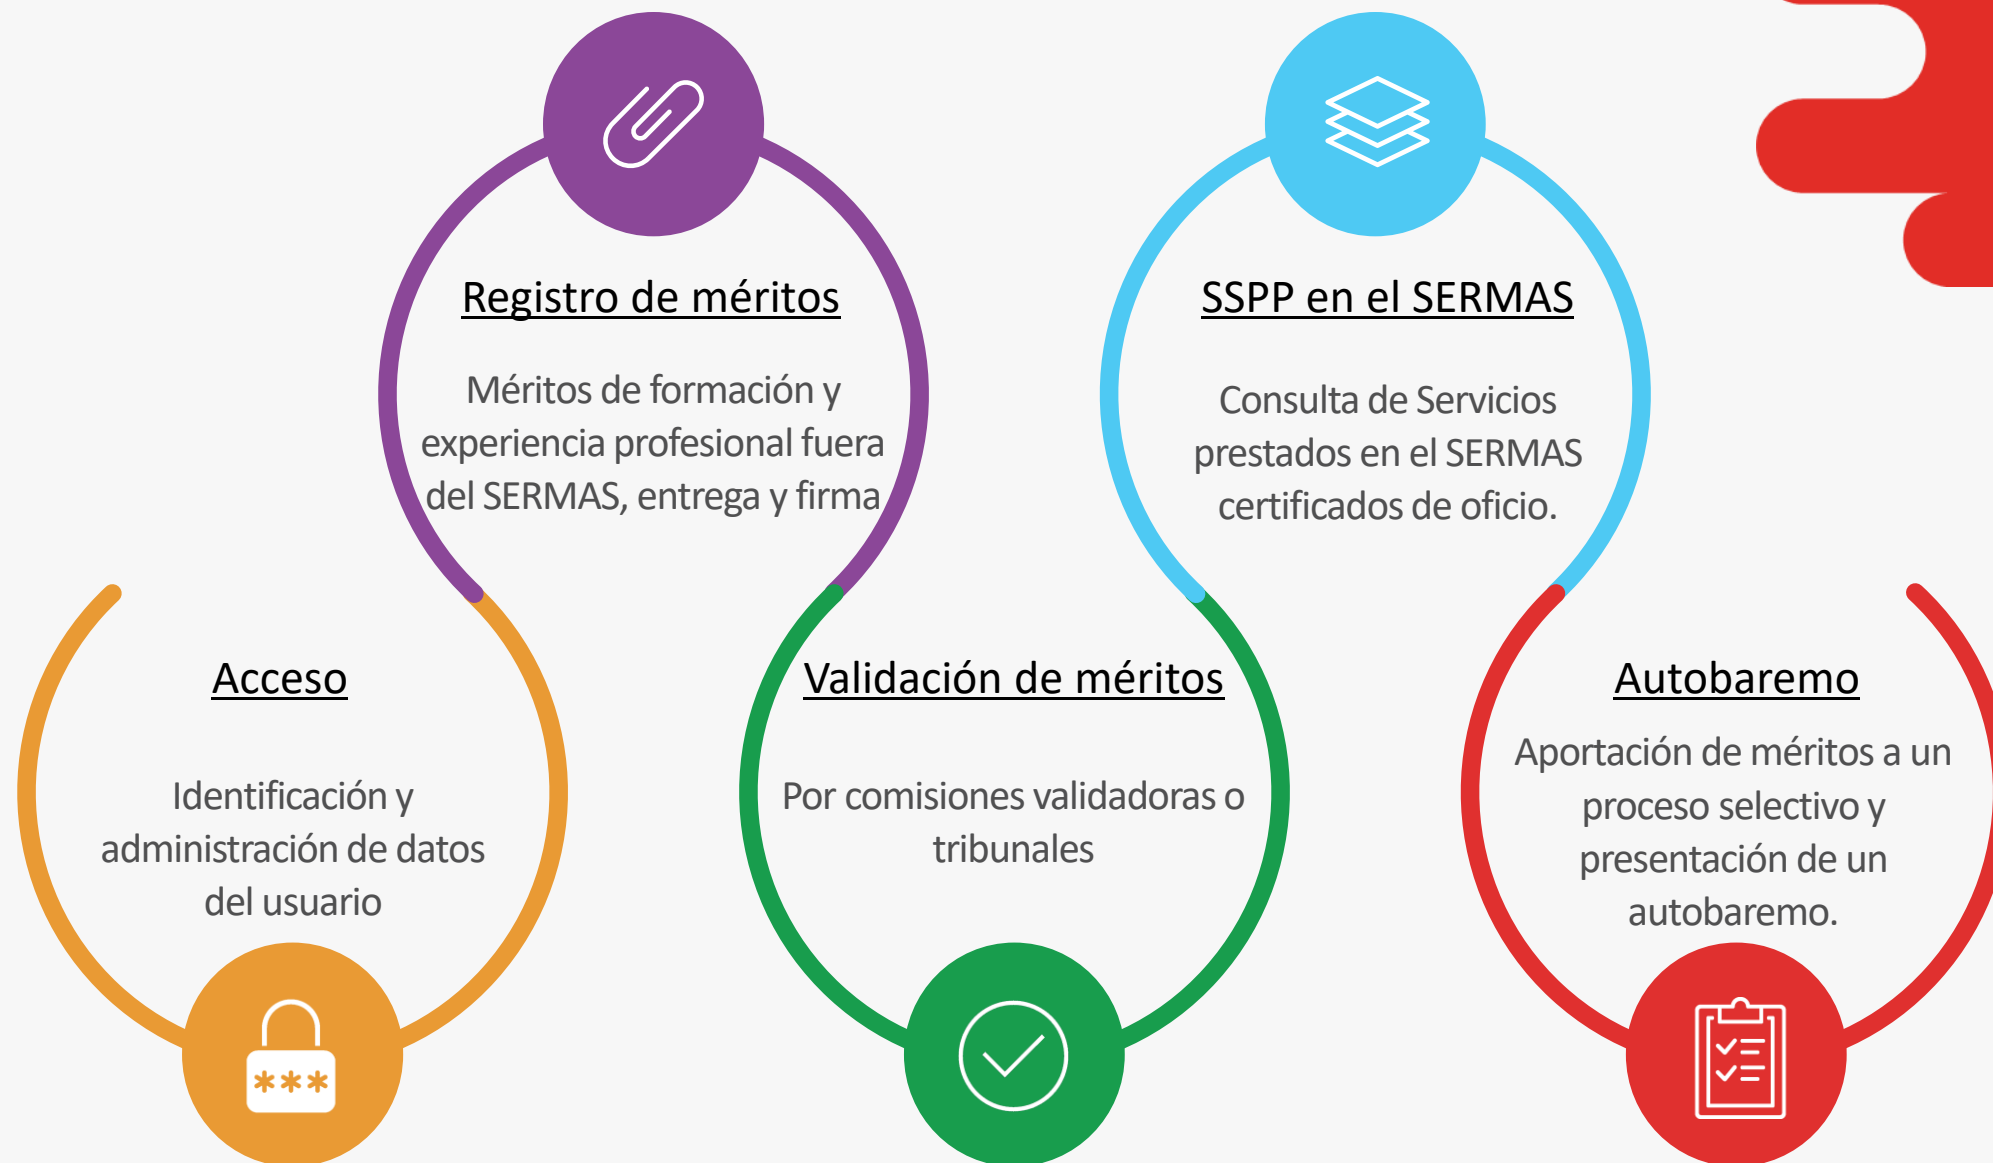 Acceso
Identificación y
administración de datos
del usuario
***
Registro de méritos
Méritos de formación y
experiencia profesional fuera
del SERMAS, entrega y firma
Validación de méritos
Por comisiones validadoras o
tribunales
SSPP en el SERMAS
Consulta de Servicios
prestados en el SERMAS
certificados de oficio.
Autobaremo
Aportación de méritos a un
proceso selectivo y
presentación de un
autobaremo.